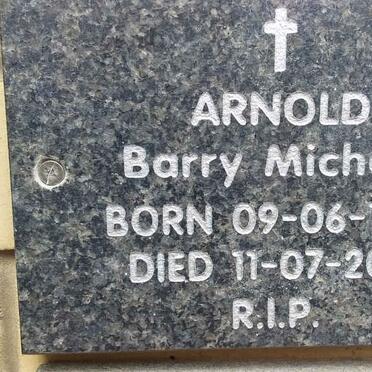 ARNOLD
Barry Mich
BORN 09-06-
DIED 11-07-20
R.I.P.